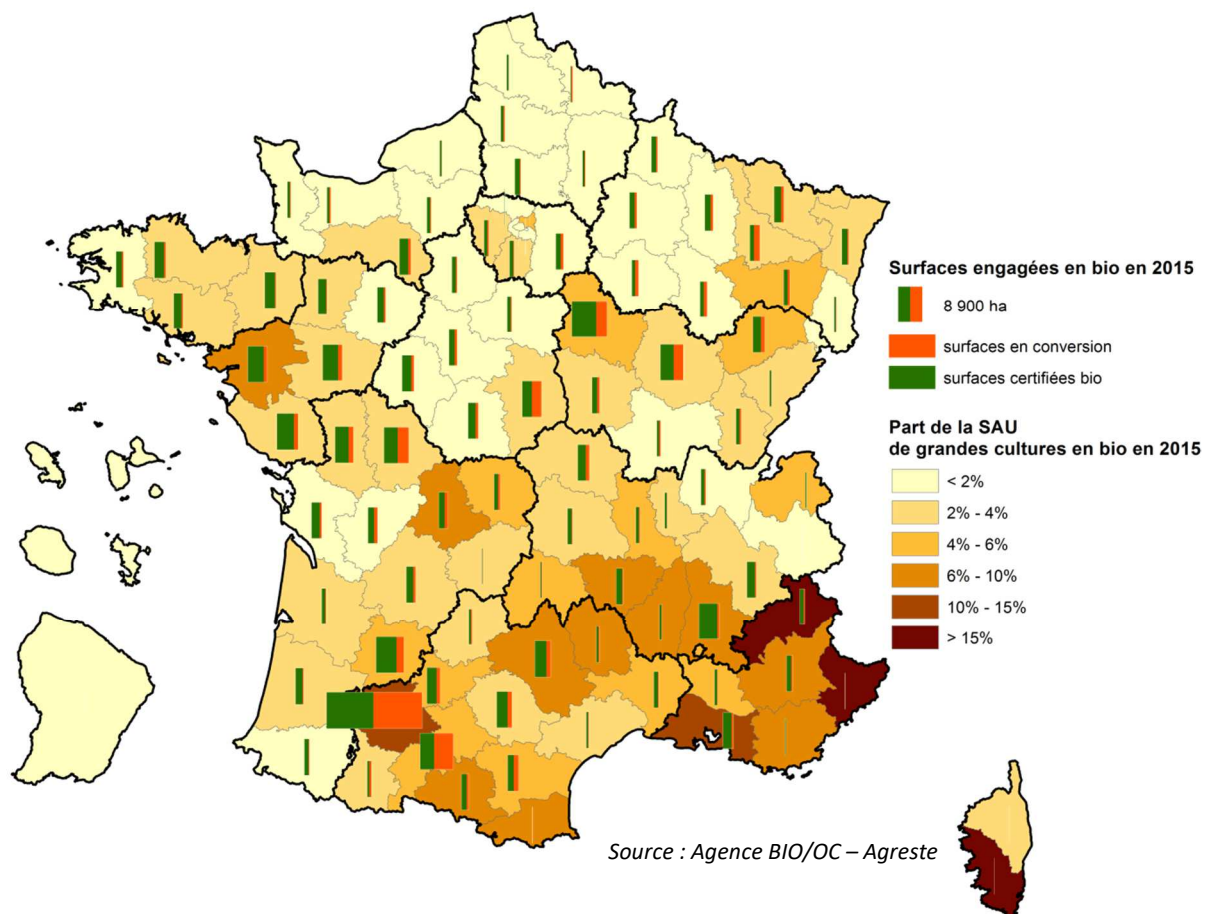 Surfaces engagées en bio en 2015
8 900 ha
surfaces en conversion
surfaces certifiées bio
Part de la SAU
de grandes cultures en bio en 2015
< 2%
2% - 4%
4% - 6%
6% - 10%
10% - 15%
> 15%
Source : Agence BIO/OC – Agreste